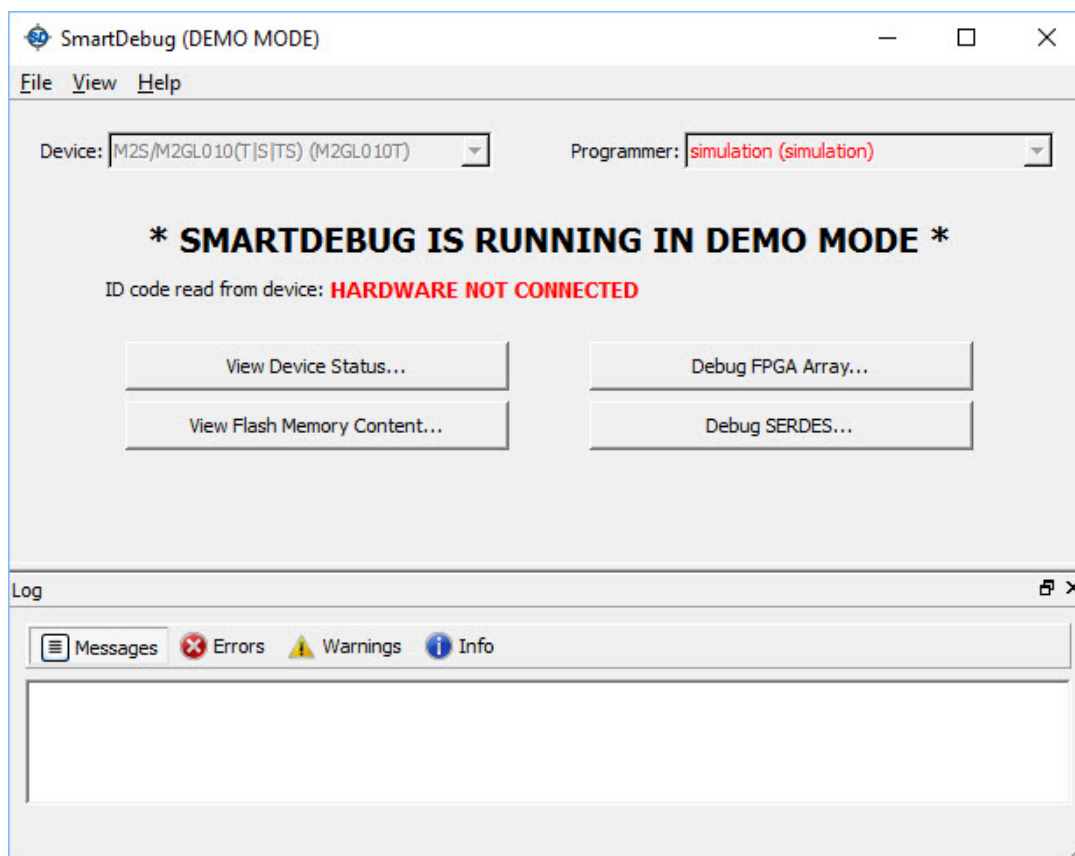 SmartDebug (DEMO MODE)
File View Help
Device: M2S/M2GL010(T|S|TS) (M2GL010T) Programmer: simulation (simulation)
* SMARTDEBUG IS RUNNING IN DEMO MODE *
ID code read from device: HARDWARE NOT CONNECTED
View Device Status... Debug FPGA Array...
View Flash Memory Content... Debug SERDES...
Log
Messages Errors Warnings Info